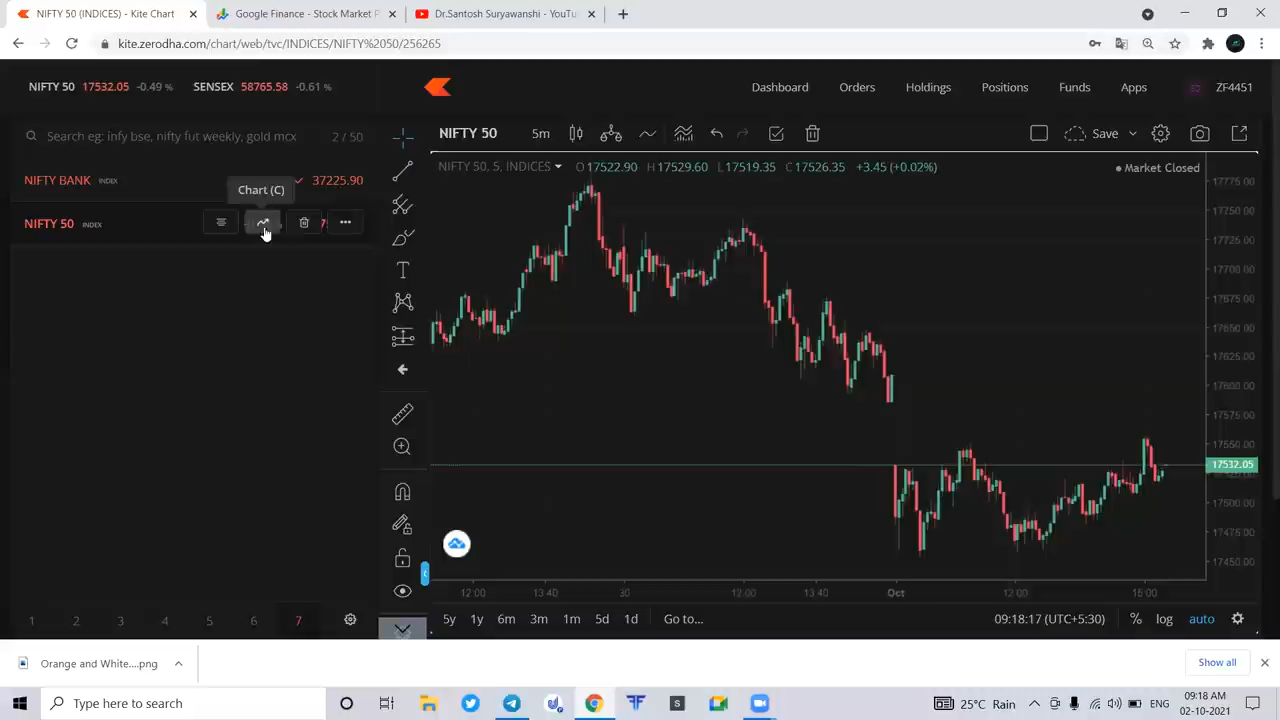 NIFTY 50 (INDICES) - Kite Chart
Google Finance - Stock Market P
Dr.Santosh Suryawanshi - YouTu
kite.zerodha.com/chart/web/tvc/INDICES/NIFTY%2050/256265
NIFTY 50 17532.05 -0.49 % SENSEX 58765.58 -0.61 %
Dashboard Orders Holdings Positions Funds Apps ZF4451
Search eg: infy bse, nifty fut weekly, gold mcx 2 / 50
NIFTY 50 5m Save
NIFTY 50, 5, INDICES O17522.90 H17529.60 L17519.35 C17526.35 +3.45 (+0.02%)
Market Closed
NIFTY BANK INDEX 37225.90
Chart (C)
NIFTY 50 INDEX
17775.00
17750.00
17725.00
17700.00
17675.00
17650.00
17625.00
17600.00
17575.00
17550.00
17532.05
17500.00
17475.00
17450.00
12:00 13:40 30 12:00 13:40 Oct 12:00 15:00
1 2 3 4 5 6 7
5y 1y 6m 3m 1m 5d 1d Go to... 09:18:17 (UTC+5:30) % log auto
Orange and White....png
Show all
Type here to search
25°C Rain
ENG
09:18 AM
02-10-2021